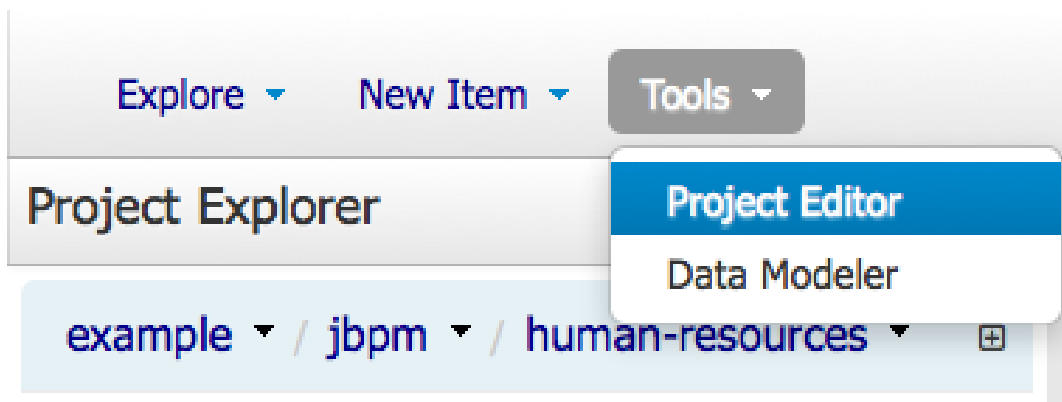 Explore New Item Tools
Project Explorer
Project Editor
Data Modeler
example / jbpm / human-resources